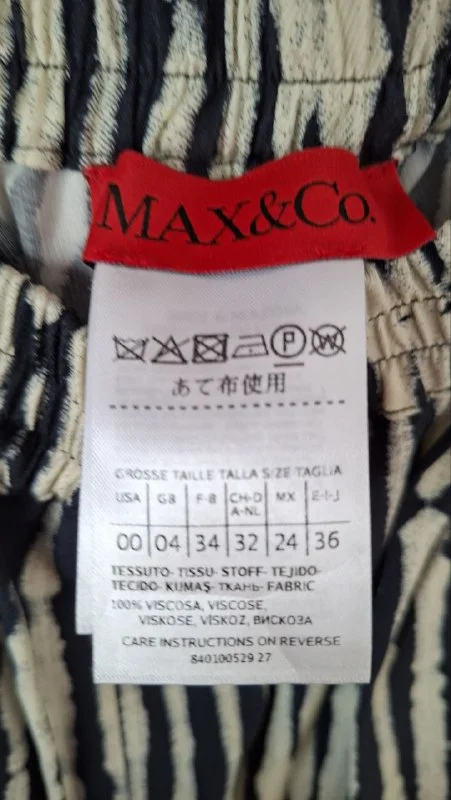 MAX&Co.
P W
あて布使用
GROSSE TAILLE TALLA SIZE TAGLIA
USA GB F-B CH-D A-NL MX E-I-J
00 04 34 32 24 36
TESSUTO- TISSU- STOFF- TEJIDO-
TECIDO- KUMAŞ- ТКАНЬ- FABRIC
100% VISCOSA, VISCOSE,
VISKOSE, VISKOZ, ВИСКОЗА
CARE INSTRUCTIONS ON REVERSE
840100529 27